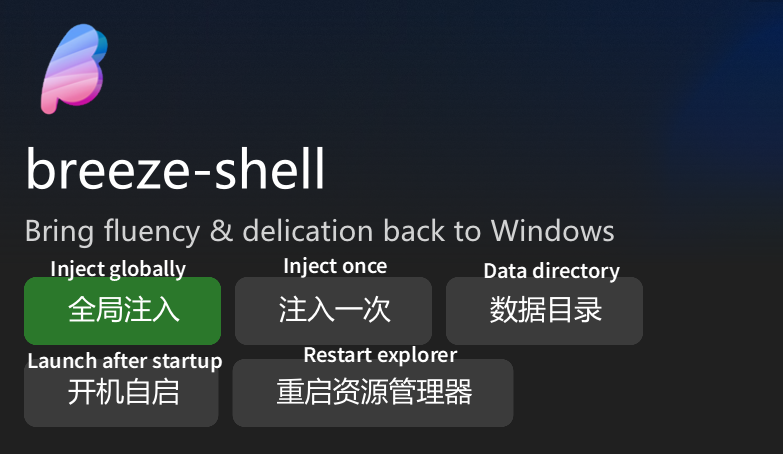 breeze-shell
Bring fluency & delication back to Windows
Inject globally Inject once Data directory
全局注入 注入一次 数据目录
Launch after startup Restart explorer
开机自启 重启资源管理器